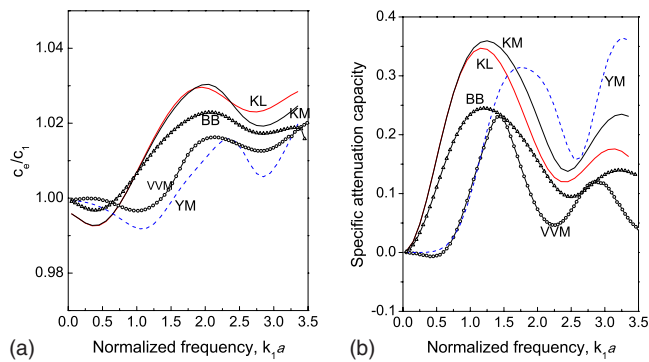 1.04
1.02
1.00
0.98
c_e/c_1
KL
KM
BB
VVM
YM
0.0 0.5 1.0 1.5 2.0 2.5 3.0 3.5
(a) Normalized frequency, k_1a
0.4
0.3
0.2
0.1
0.0
-0.1
Specific attenuation capacity
KM
YM
KL
BB
VVM
0.0 0.5 1.0 1.5 2.0 2.5 3.0 3.5
(b) Normalized frequency, k_1a